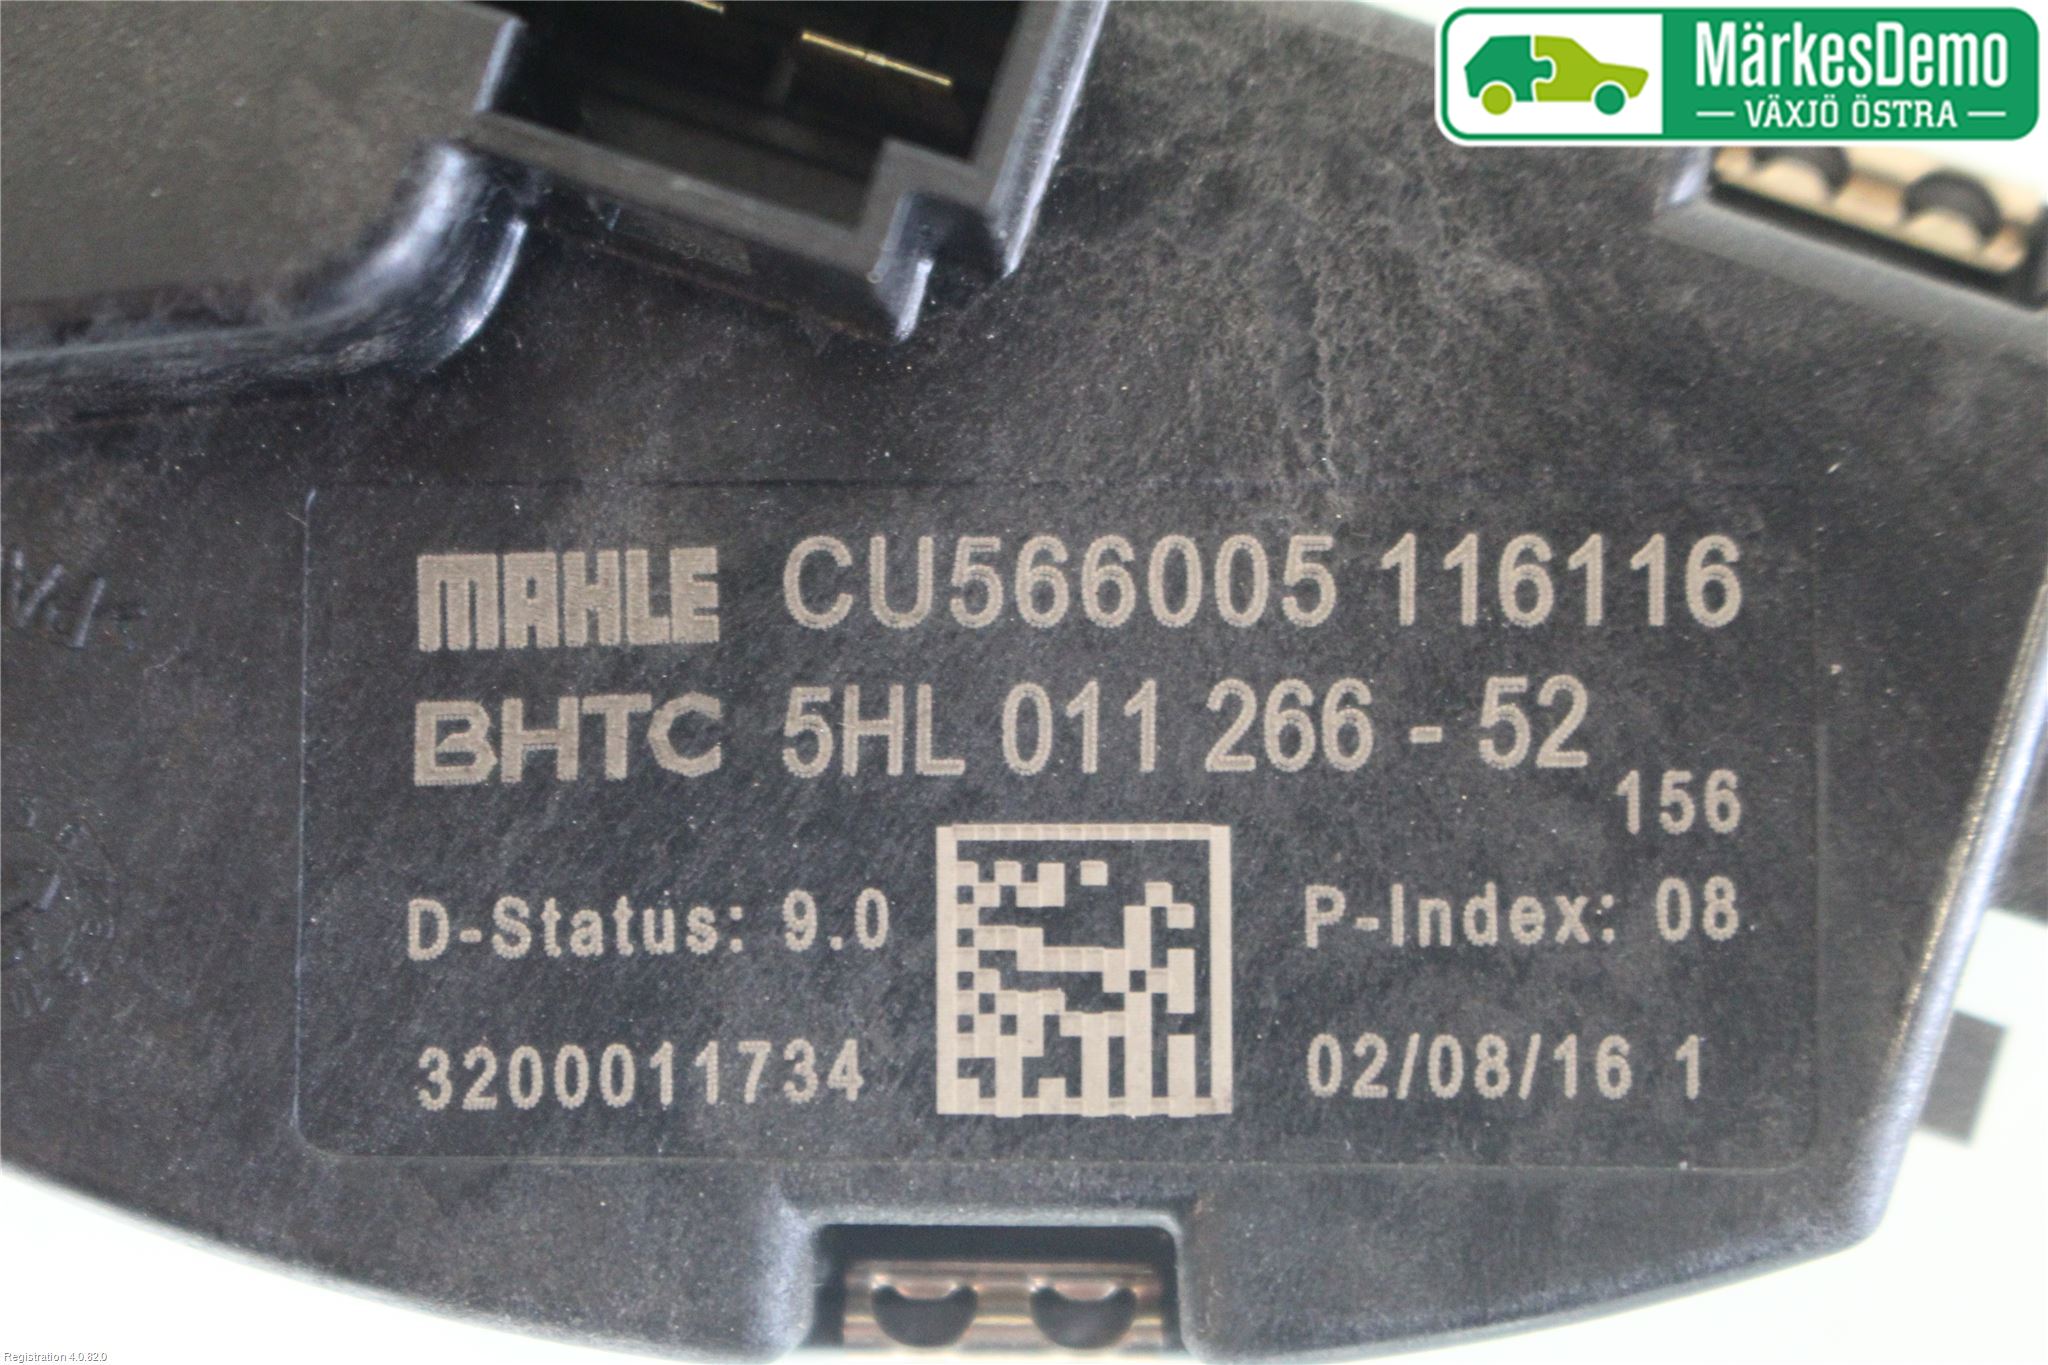 MärkesDemo
VÄXJÖ ÖSTRA
MAHLE CU566005 116116
BHTC 5HL 011 266 - 52
156
D-Status: 9.0 P-Index: 08
3200011734 02/08/16 1
Registration 4.0.82.0